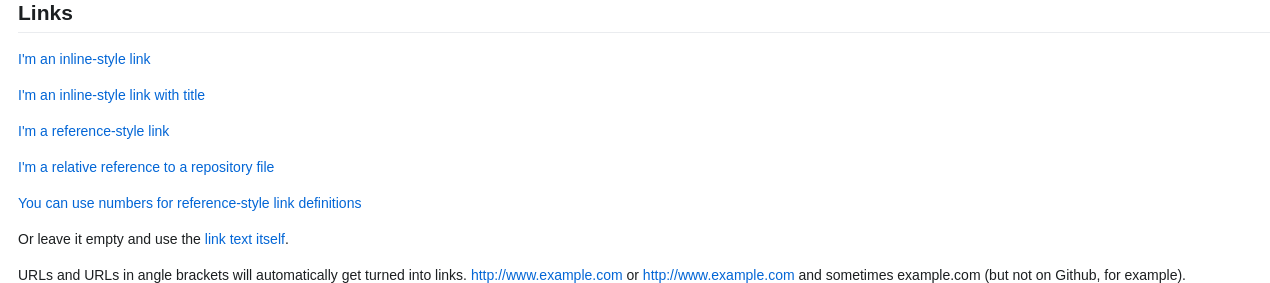 Links
I'm an inline-style link
I'm an inline-style link with title
I'm a reference-style link
I'm a relative reference to a repository file
You can use numbers for reference-style link definitions
Or leave it empty and use the link text itself.
URLs and URLs in angle brackets will automatically get turned into links. http://www.example.com or http://www.example.com and sometimes example.com (but not on Github, for example).